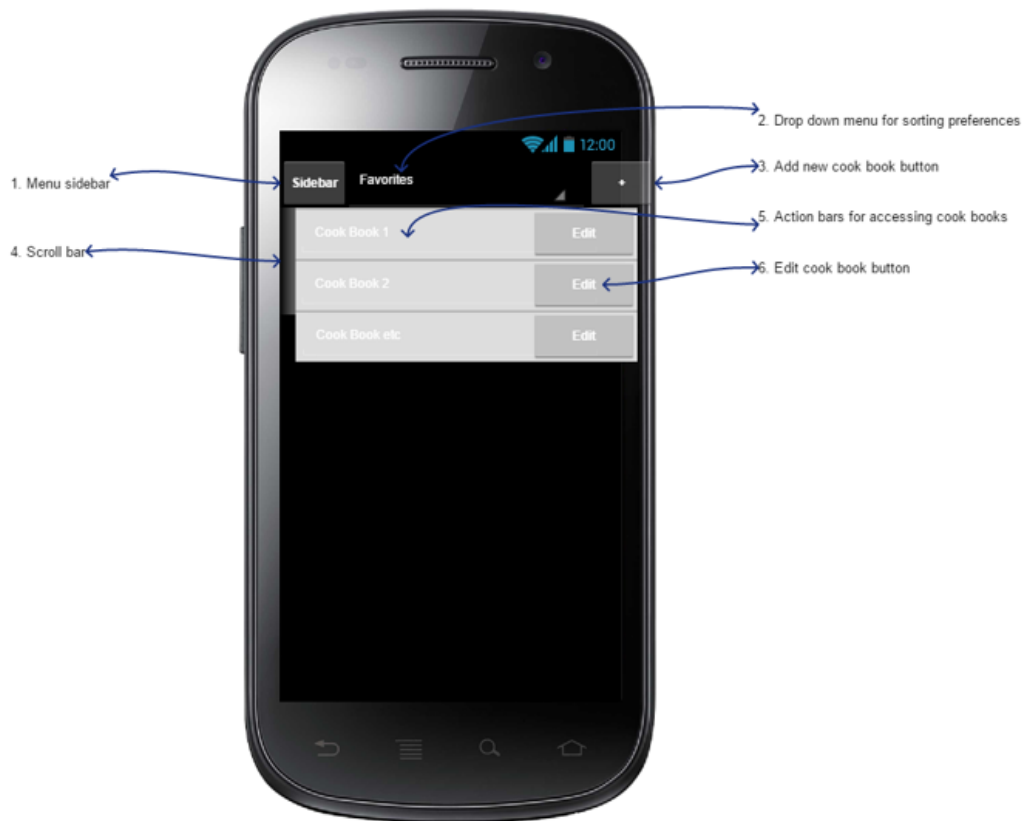 12:00
2. Drop down menu for sorting preferences
1. Menu sidebar
Sidebar
Favorites
+
3. Add new cook book button
4. Scroll bar
Cook Book 1
Edit
5. Action bars for accessing cook books
Cook Book 2
Edit
6. Edit cook book button
Cook Book etc
Edit